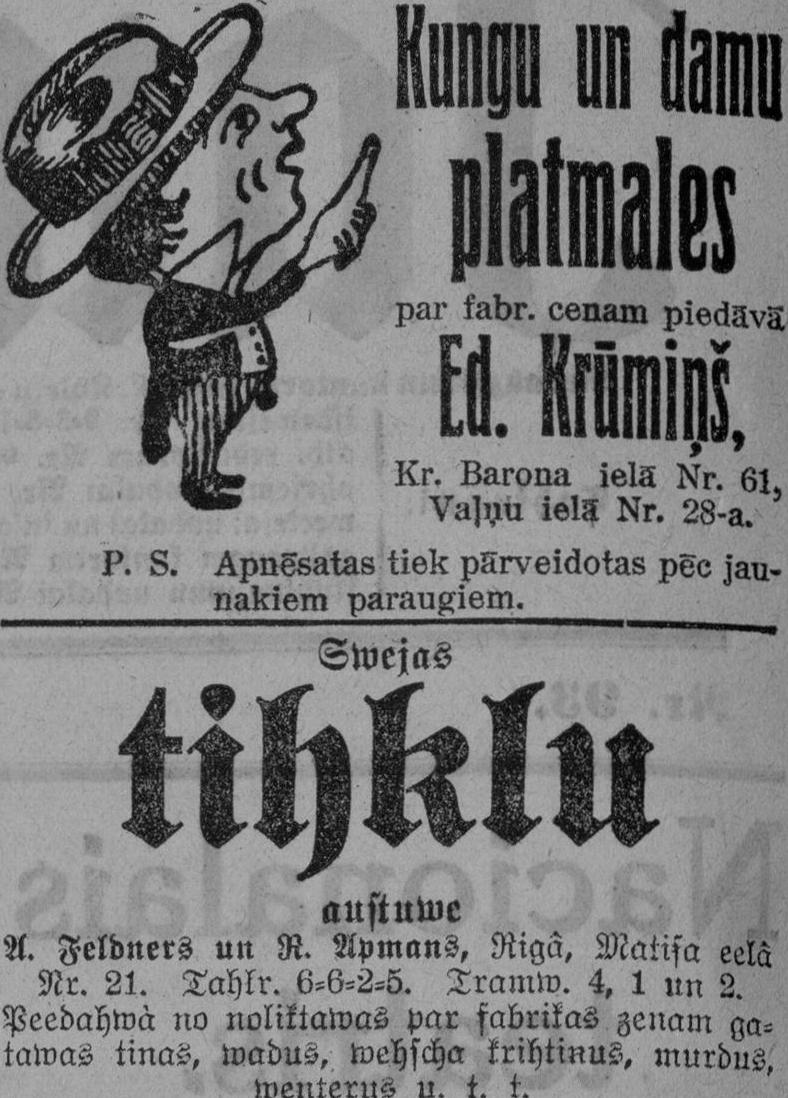 Kungu un damu
platmales
par fabr. cenam piedāvā
Ed. Krūmiņš,
Kr. Barona ielā Nr. 61,
Vaļņu ielā Nr. 28-a.
P. S. Apnēsatas tiek pārveidotas pēc jau-
nakiem paraugiem.
Swejas
tihklu
austuwe
A. Feldners un R. Apmans, Rigâ, Matisa eelâ
Nr. 21. Tahlr. 6-6-2-5. Tramw. 4, 1 un 2.
Peedahwà no noliktawas par fabrikas zenam ga-
tawas tinas, wadus, wehscha krihtinus, murdus,
wenterus u. t. t.